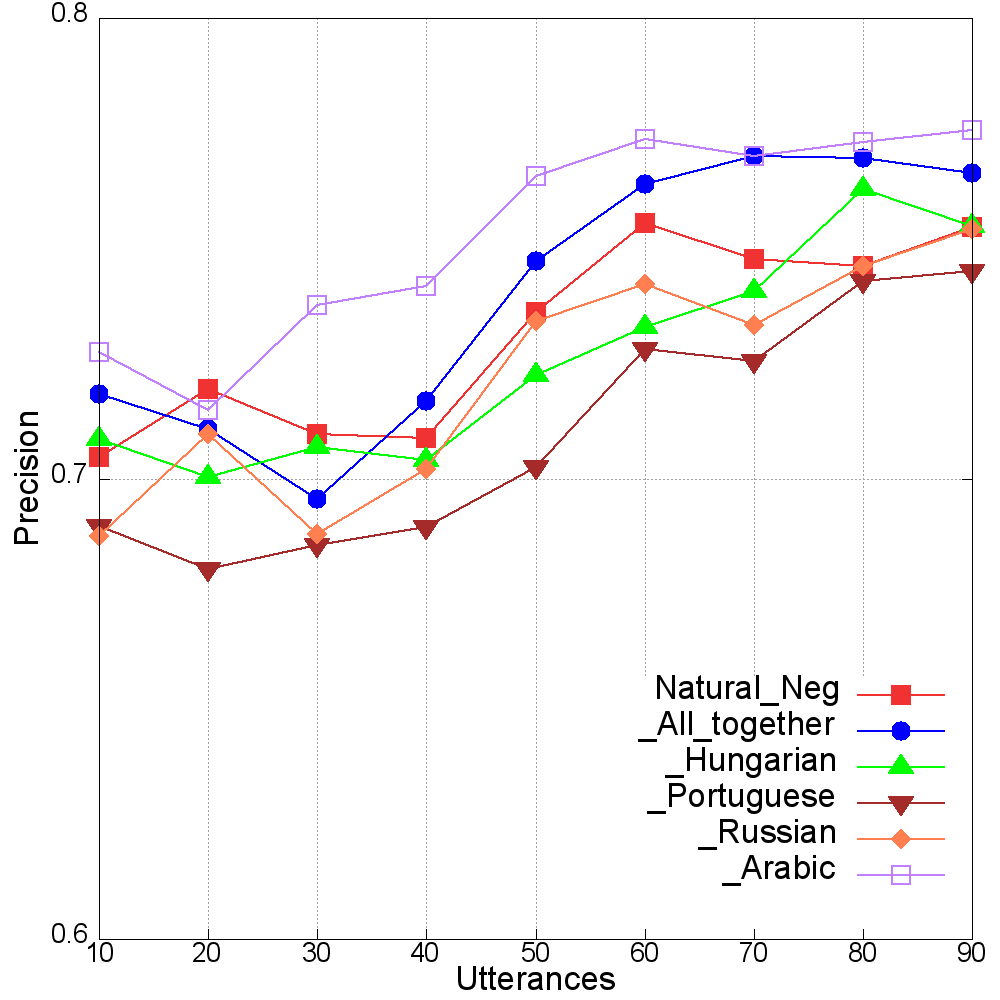 0.8
0.7
0.6
Precision
Natural_Neg
_All_together
_Hungarian
_Portuguese
_Russian
_Arabic
10 20 30 40 50 60 70 80 90
Utterances